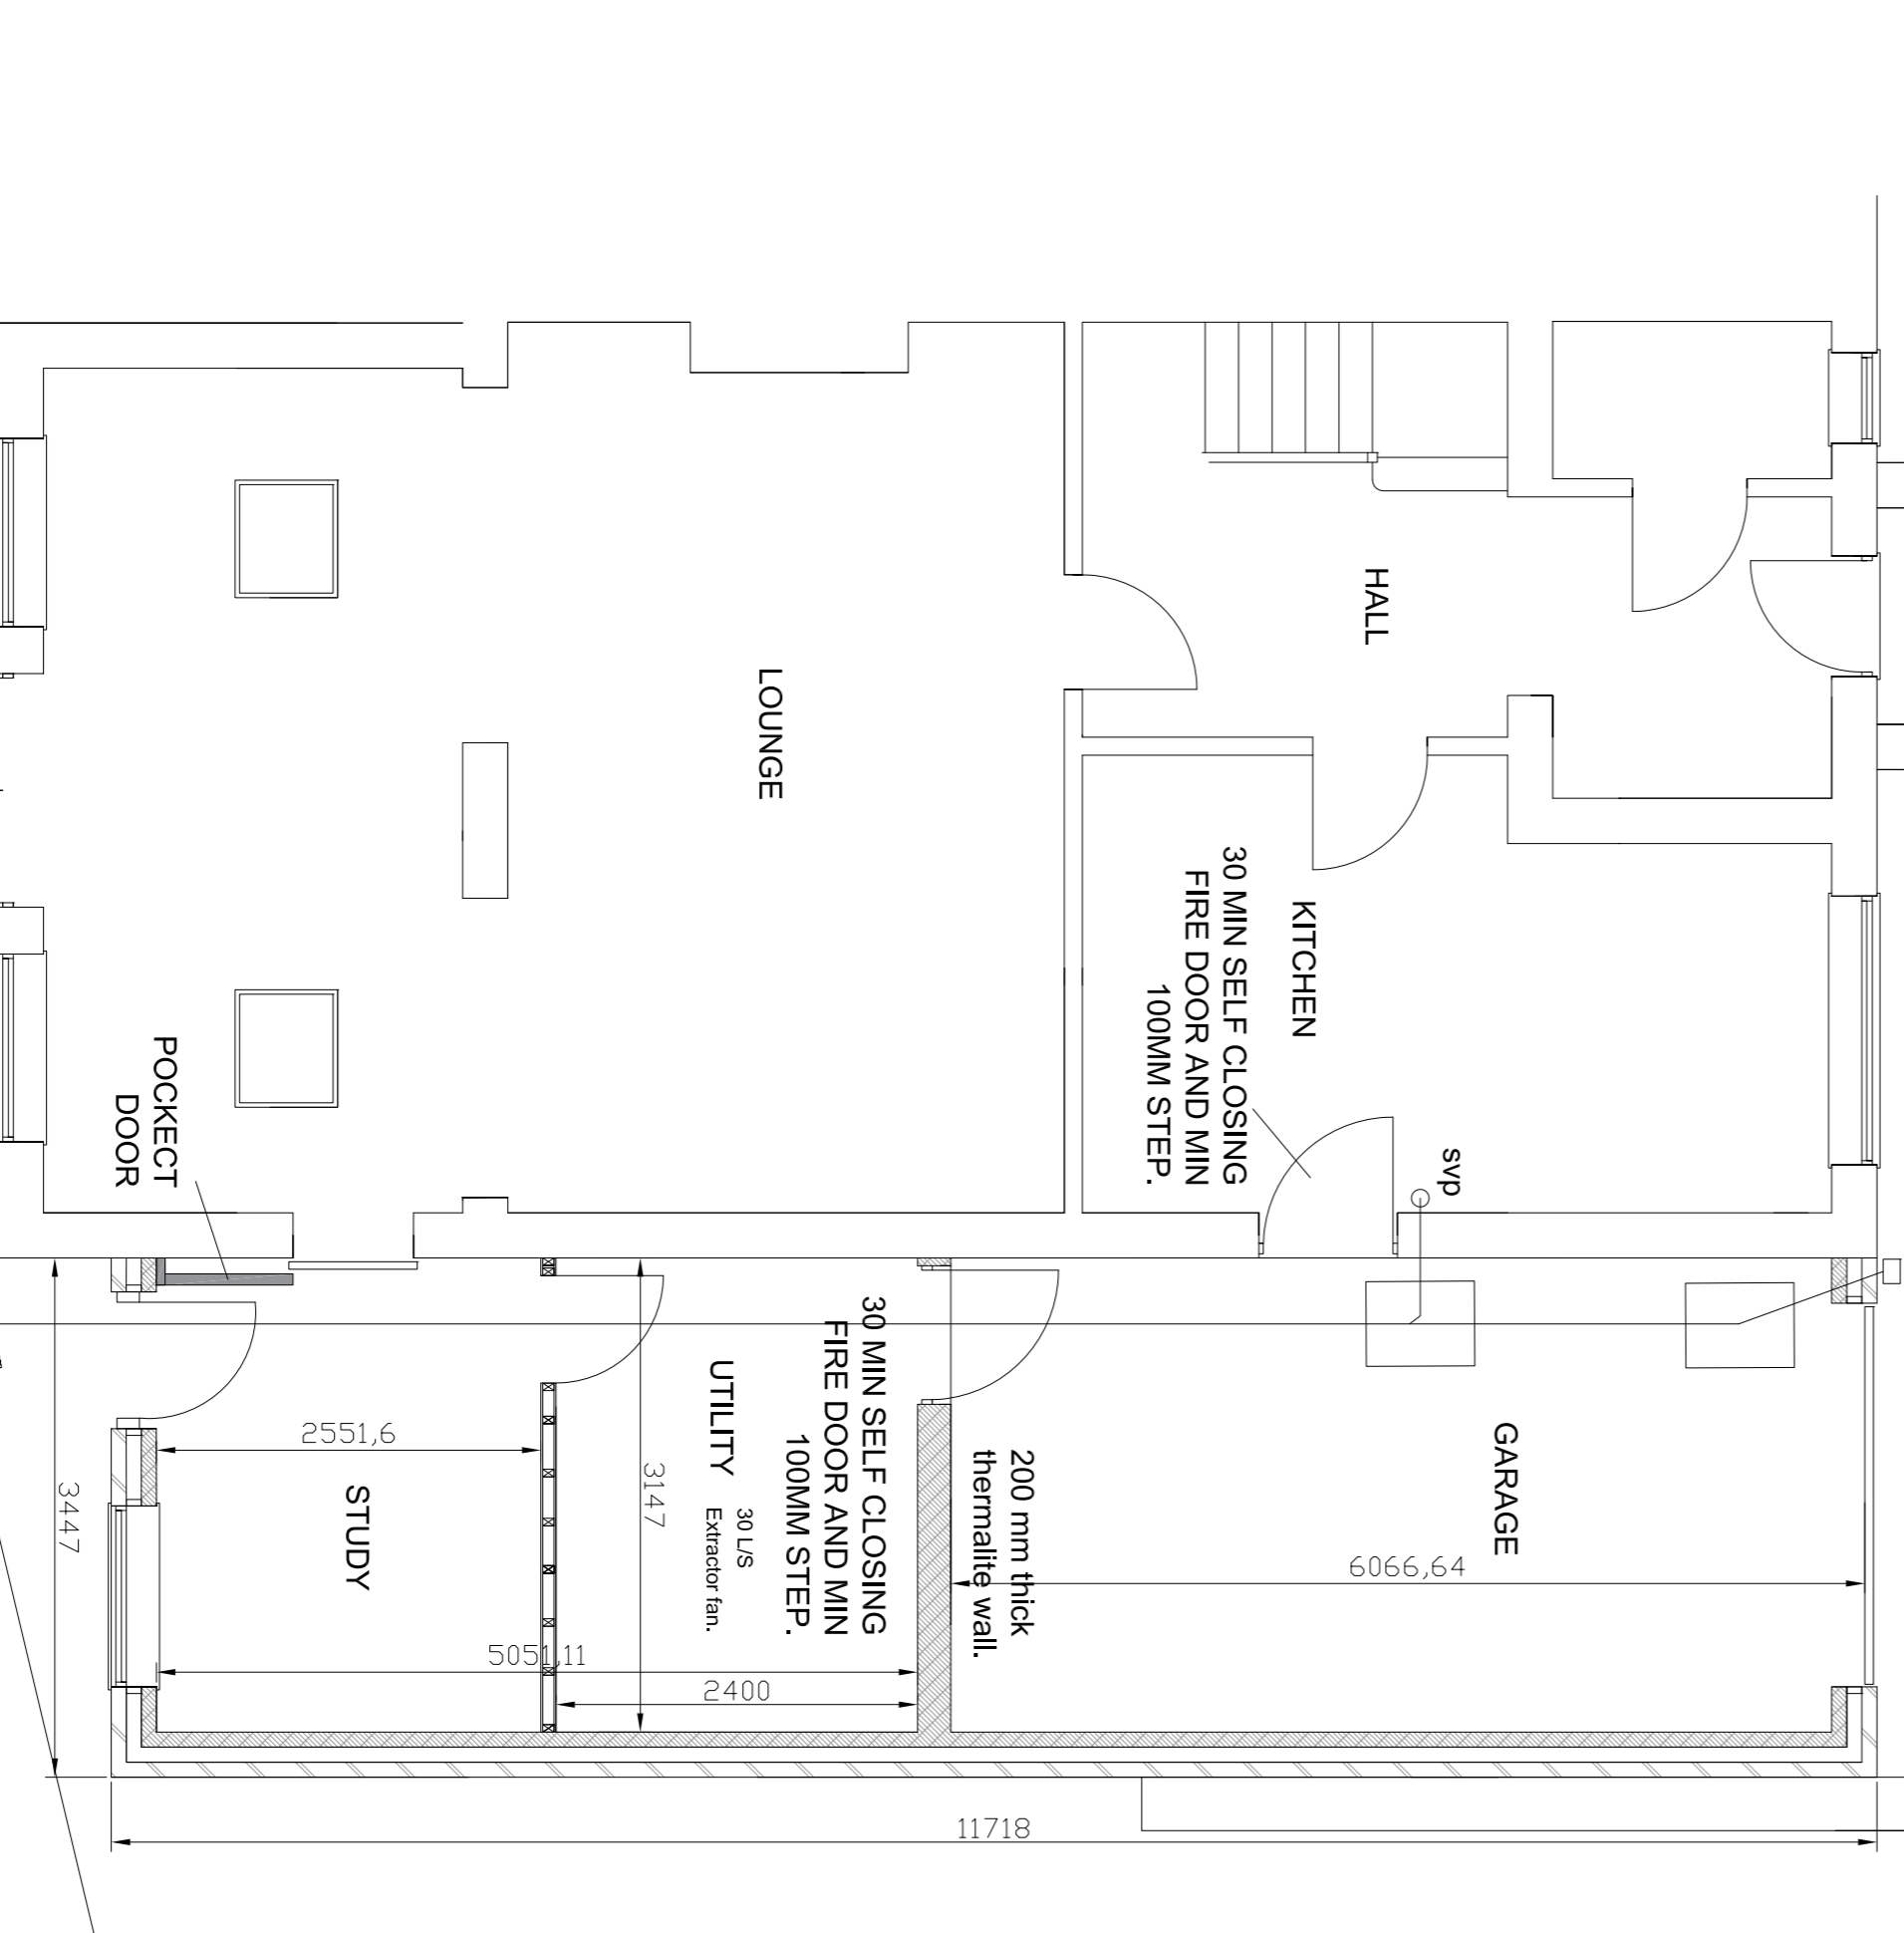 HALL
LOUNGE
KITCHEN
30 MIN SELF CLOSING
FIRE DOOR AND MIN
100MM STEP.
svp
POCKECT
DOOR
30 MIN SELF CLOSING
FIRE DOOR AND MIN
100MM STEP.
UTILITY
30 L/S
Extractor fan.
STUDY
GARAGE
200 mm thick
thermalite wall.
2551,6
3147
3447
6066,64
5051,11
2400
11718